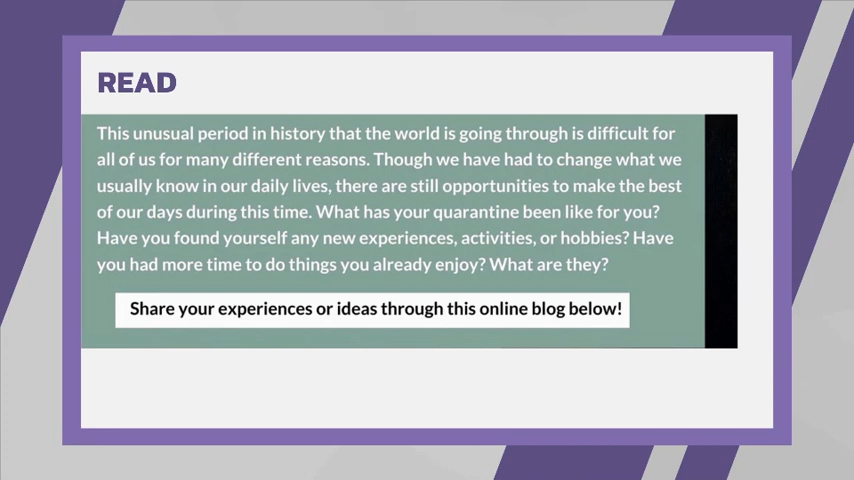 READ
This unusual period in history that the world is going through is difficult for
all of us for many different reasons. Though we have had to change what we
usually know in our daily lives, there are still opportunities to make the best
of our days during this time. What has your quarantine been like for you?
Have you found yourself any new experiences, activities, or hobbies? Have
you had more time to do things you already enjoy? What are they?
Share your experiences or ideas through this online blog below!